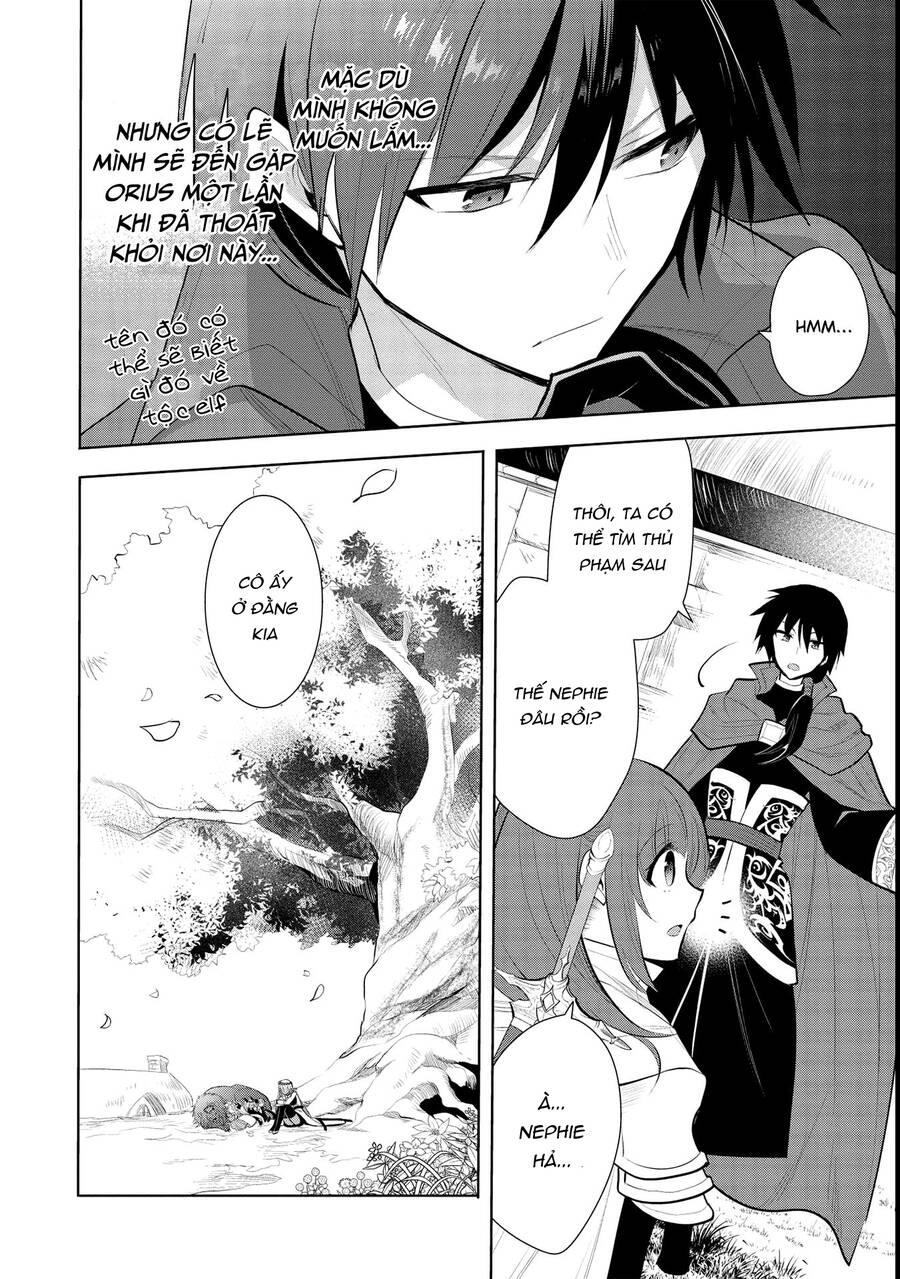 HMM...
MẶC DÙ
MÌNH KHÔNG
MUỐN LẮM...
NHƯNG CÓ LẼ
MÌNH SẼ ĐẾN GẶP
ORIUS MỘT LẦN
KHI ĐÃ THOÁT
KHỎI NƠI NÀY...
tên đó có
thể sẽ biết
gì đó về
tộc elf
THÔI, TA CÓ
THỂ TÌM THỦ
PHẠM SAU
THẾ NEPHIE
ĐÂU RỒI?
À...
NEPHIE
HẢ...
CÔ ẤY
Ở ĐẰNG
KIA